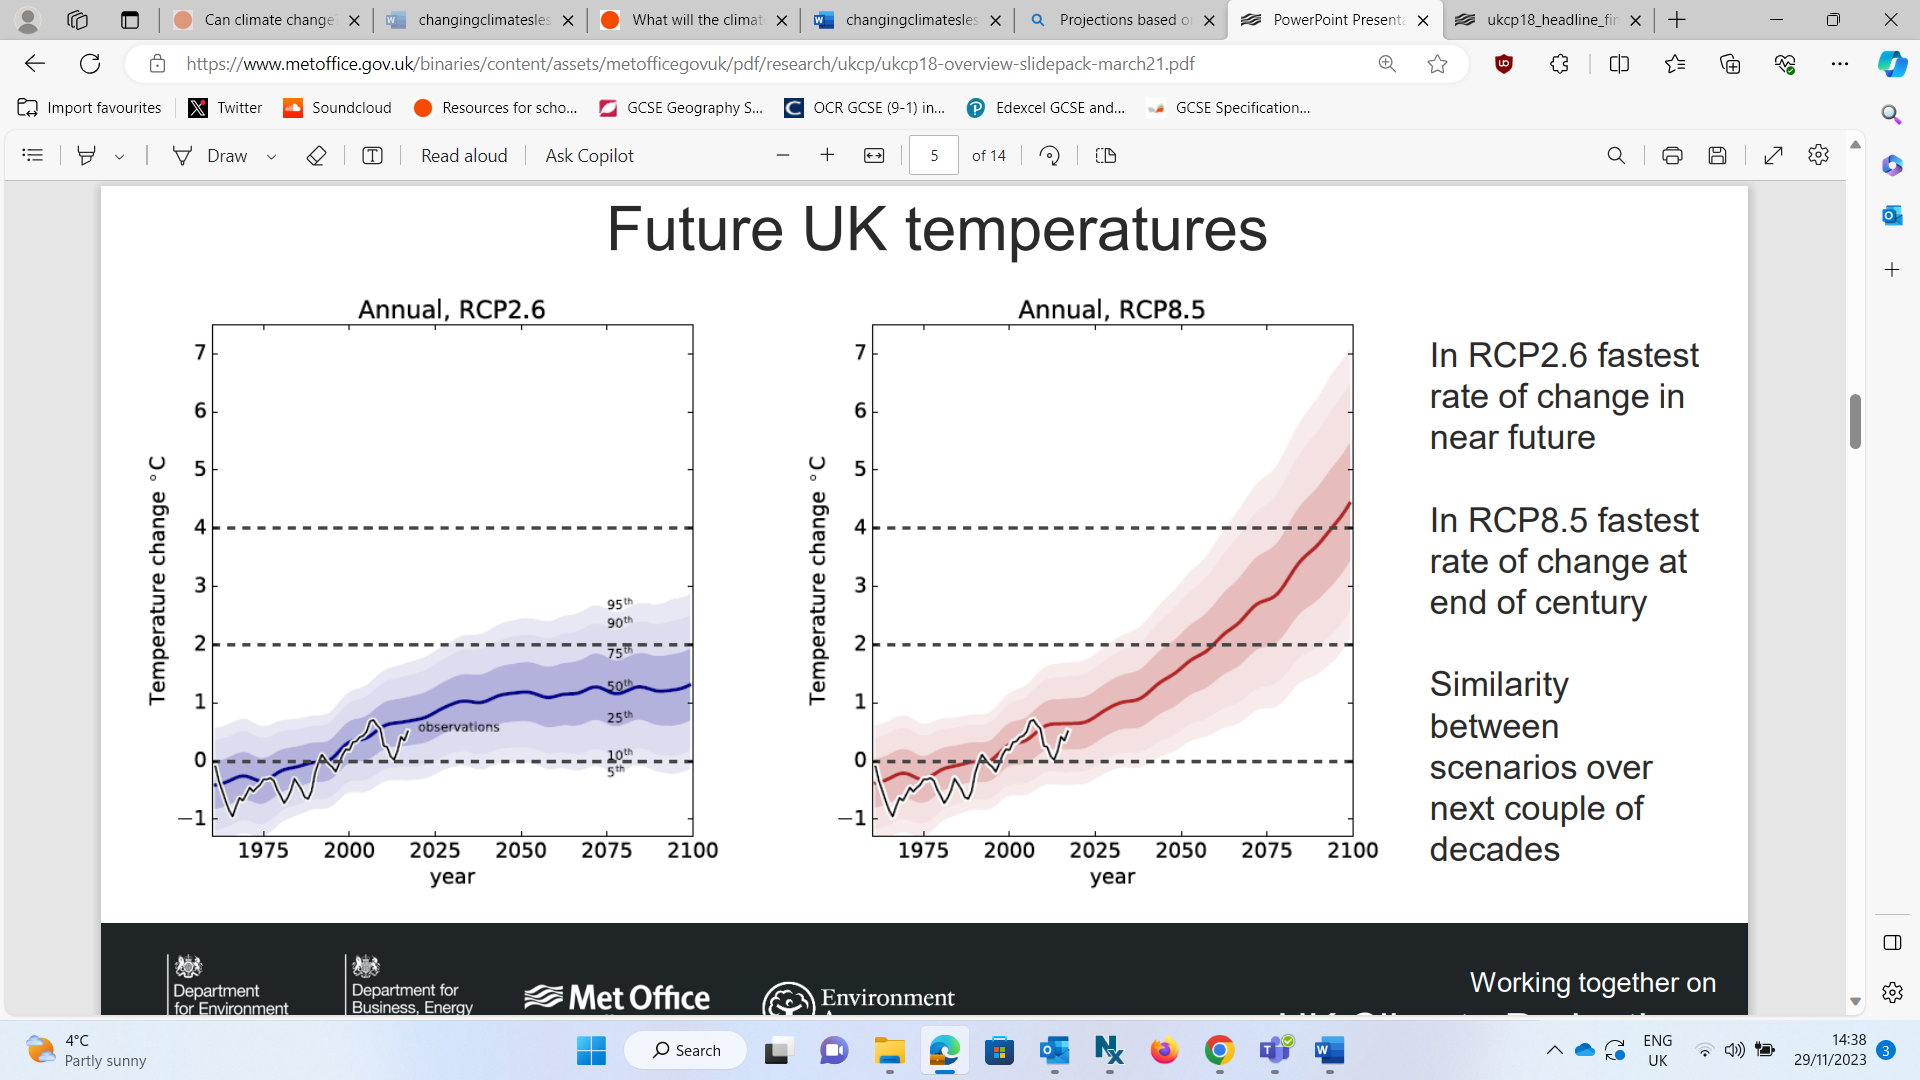 Can climate change
changingclimatesles
What will the climat
changingclimatesles
Projections based o
PowerPoint Presenta
ukcp18_headline_fin
https://www.metoffice.gov.uk/binaries/content/assets/metofficegovuk/pdf/research/ukcp/ukcp18-overview-slidepack-march21.pdf
Import favourites
Twitter
Soundcloud
Resources for scho...
GCSE Geography S...
OCR GCSE (9-1) in...
Edexcel GCSE and...
GCSE Specification...
Draw
Read aloud
Ask Copilot
5
of 14
Future UK temperatures
Annual, RCP2.6
7
6
5
4
3
2
1
0
−1
Temperature change °C
95th
90th
75th
50th
25th
10th
5th
observations
1975
2000
2025
2050
2075
2100
year
Annual, RCP8.5
7
6
5
4
3
2
1
0
−1
Temperature change °C
1975
2000
2025
2050
2075
2100
year
In RCP2.6 fastest
rate of change in
near future
In RCP8.5 fastest
rate of change at
end of century
Similarity
between
scenarios over
next couple of
decades
Department
for Environment
Department for
Business, Energy
Met Office
Environment
Working together on
4°C
Partly sunny
Search
ENG
UK
14:38
29/11/2023
3